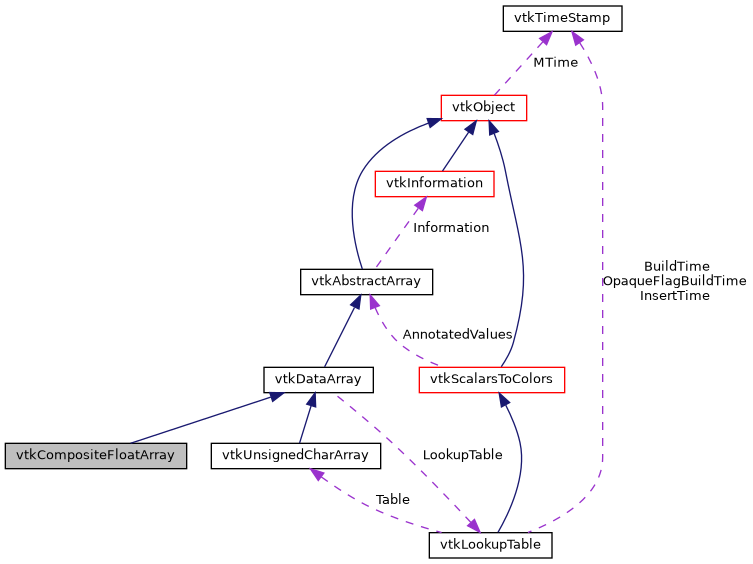 vtkTimeStamp
MTime
vtkObject
vtkInformation
Information
vtkAbstractArray
BuildTime
OpaqueFlagBuildTime
InsertTime
AnnotatedValues
vtkDataArray
vtkScalarsToColors
vtkCompositeFloatArray
vtkUnsignedCharArray
LookupTable
Table
vtkLookupTable